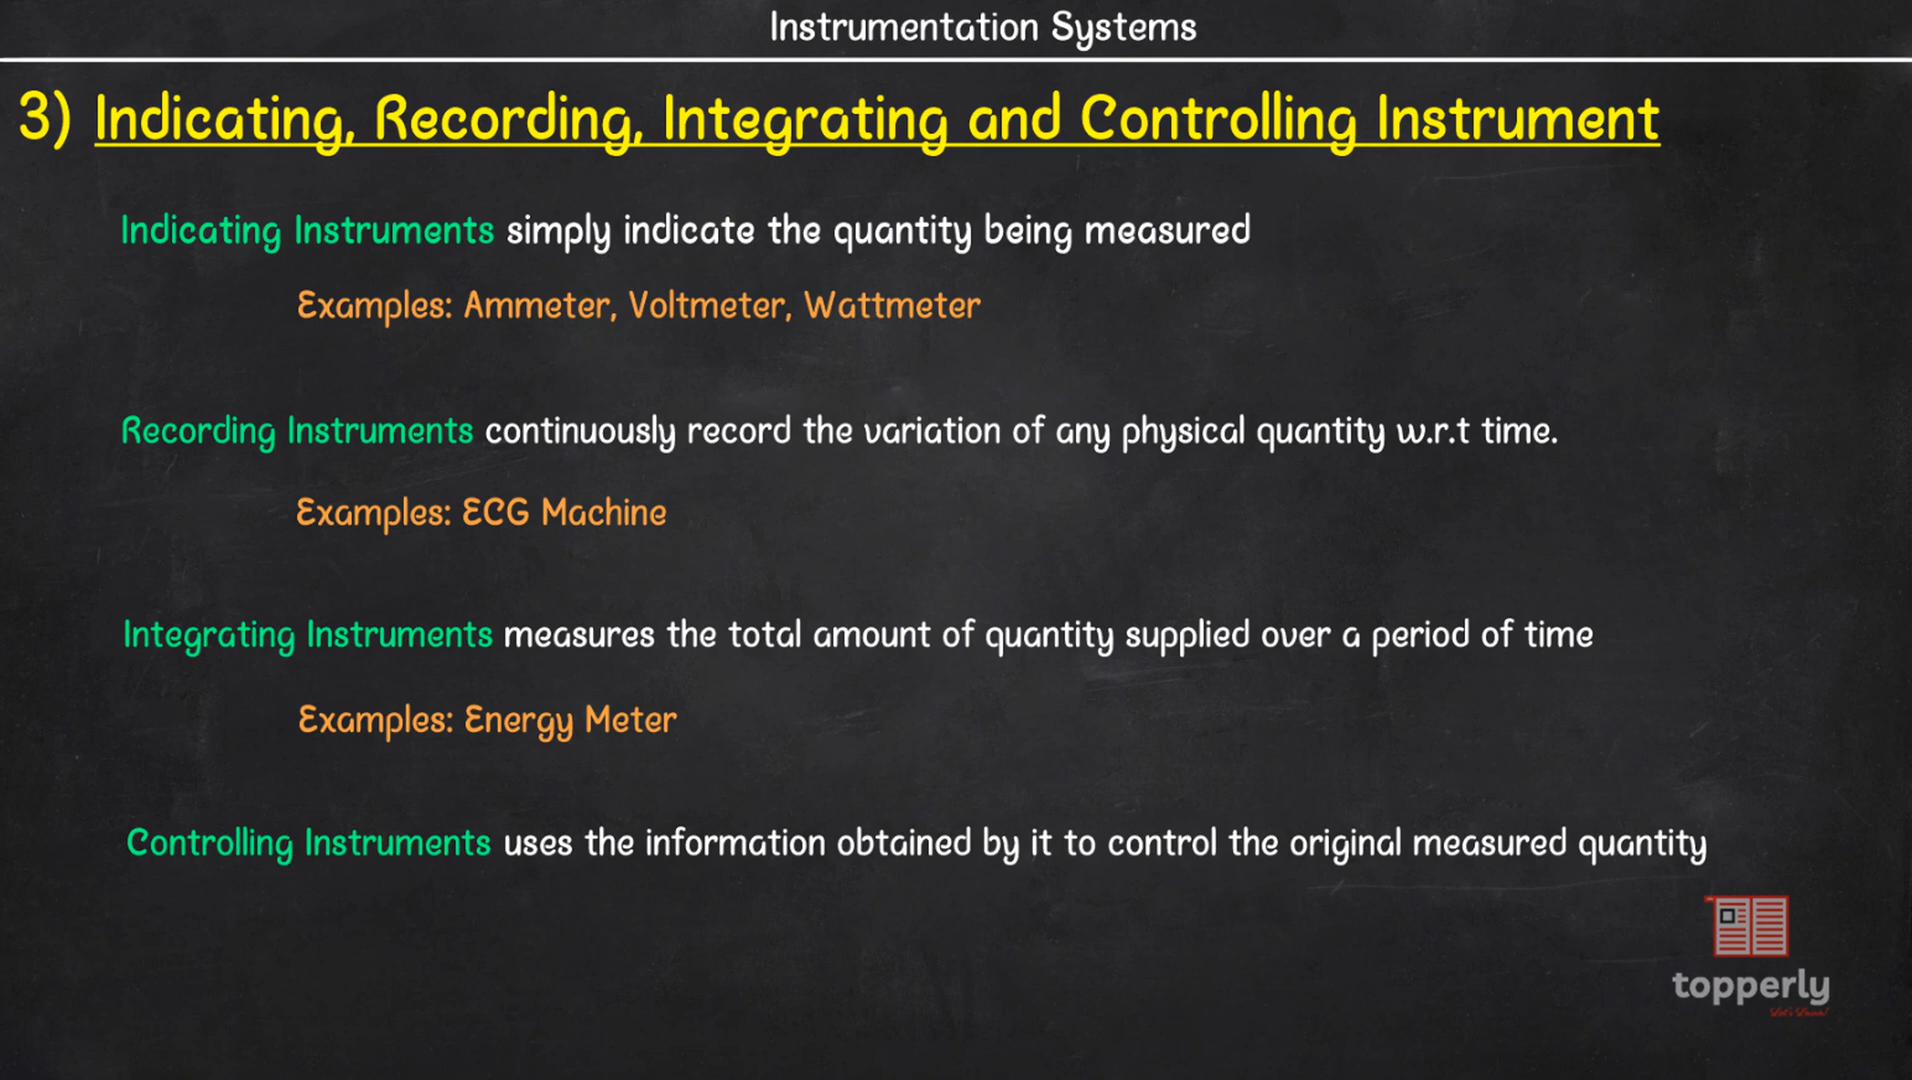 Instrumentation Systems
3) Indicating, Recording, Integrating and Controlling Instrument
Indicating Instruments simply indicate the quantity being measured
Examples: Ammeter, Voltmeter, Wattmeter
Recording Instruments continuously record the variation of any physical quantity w.r.t time.
Examples: ECG Machine
Integrating Instruments measures the total amount of quantity supplied over a period of time
Examples: Energy Meter
Controlling Instruments uses the information obtained by it to control the original measured quantity
topperly
Let's Learn!